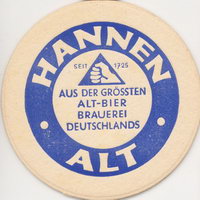 HANNEN
SEIT 1725
AUS DER GRÖSSTEN
ALT-BIER
BRAUEREI
DEUTSCHLANDS
ALT